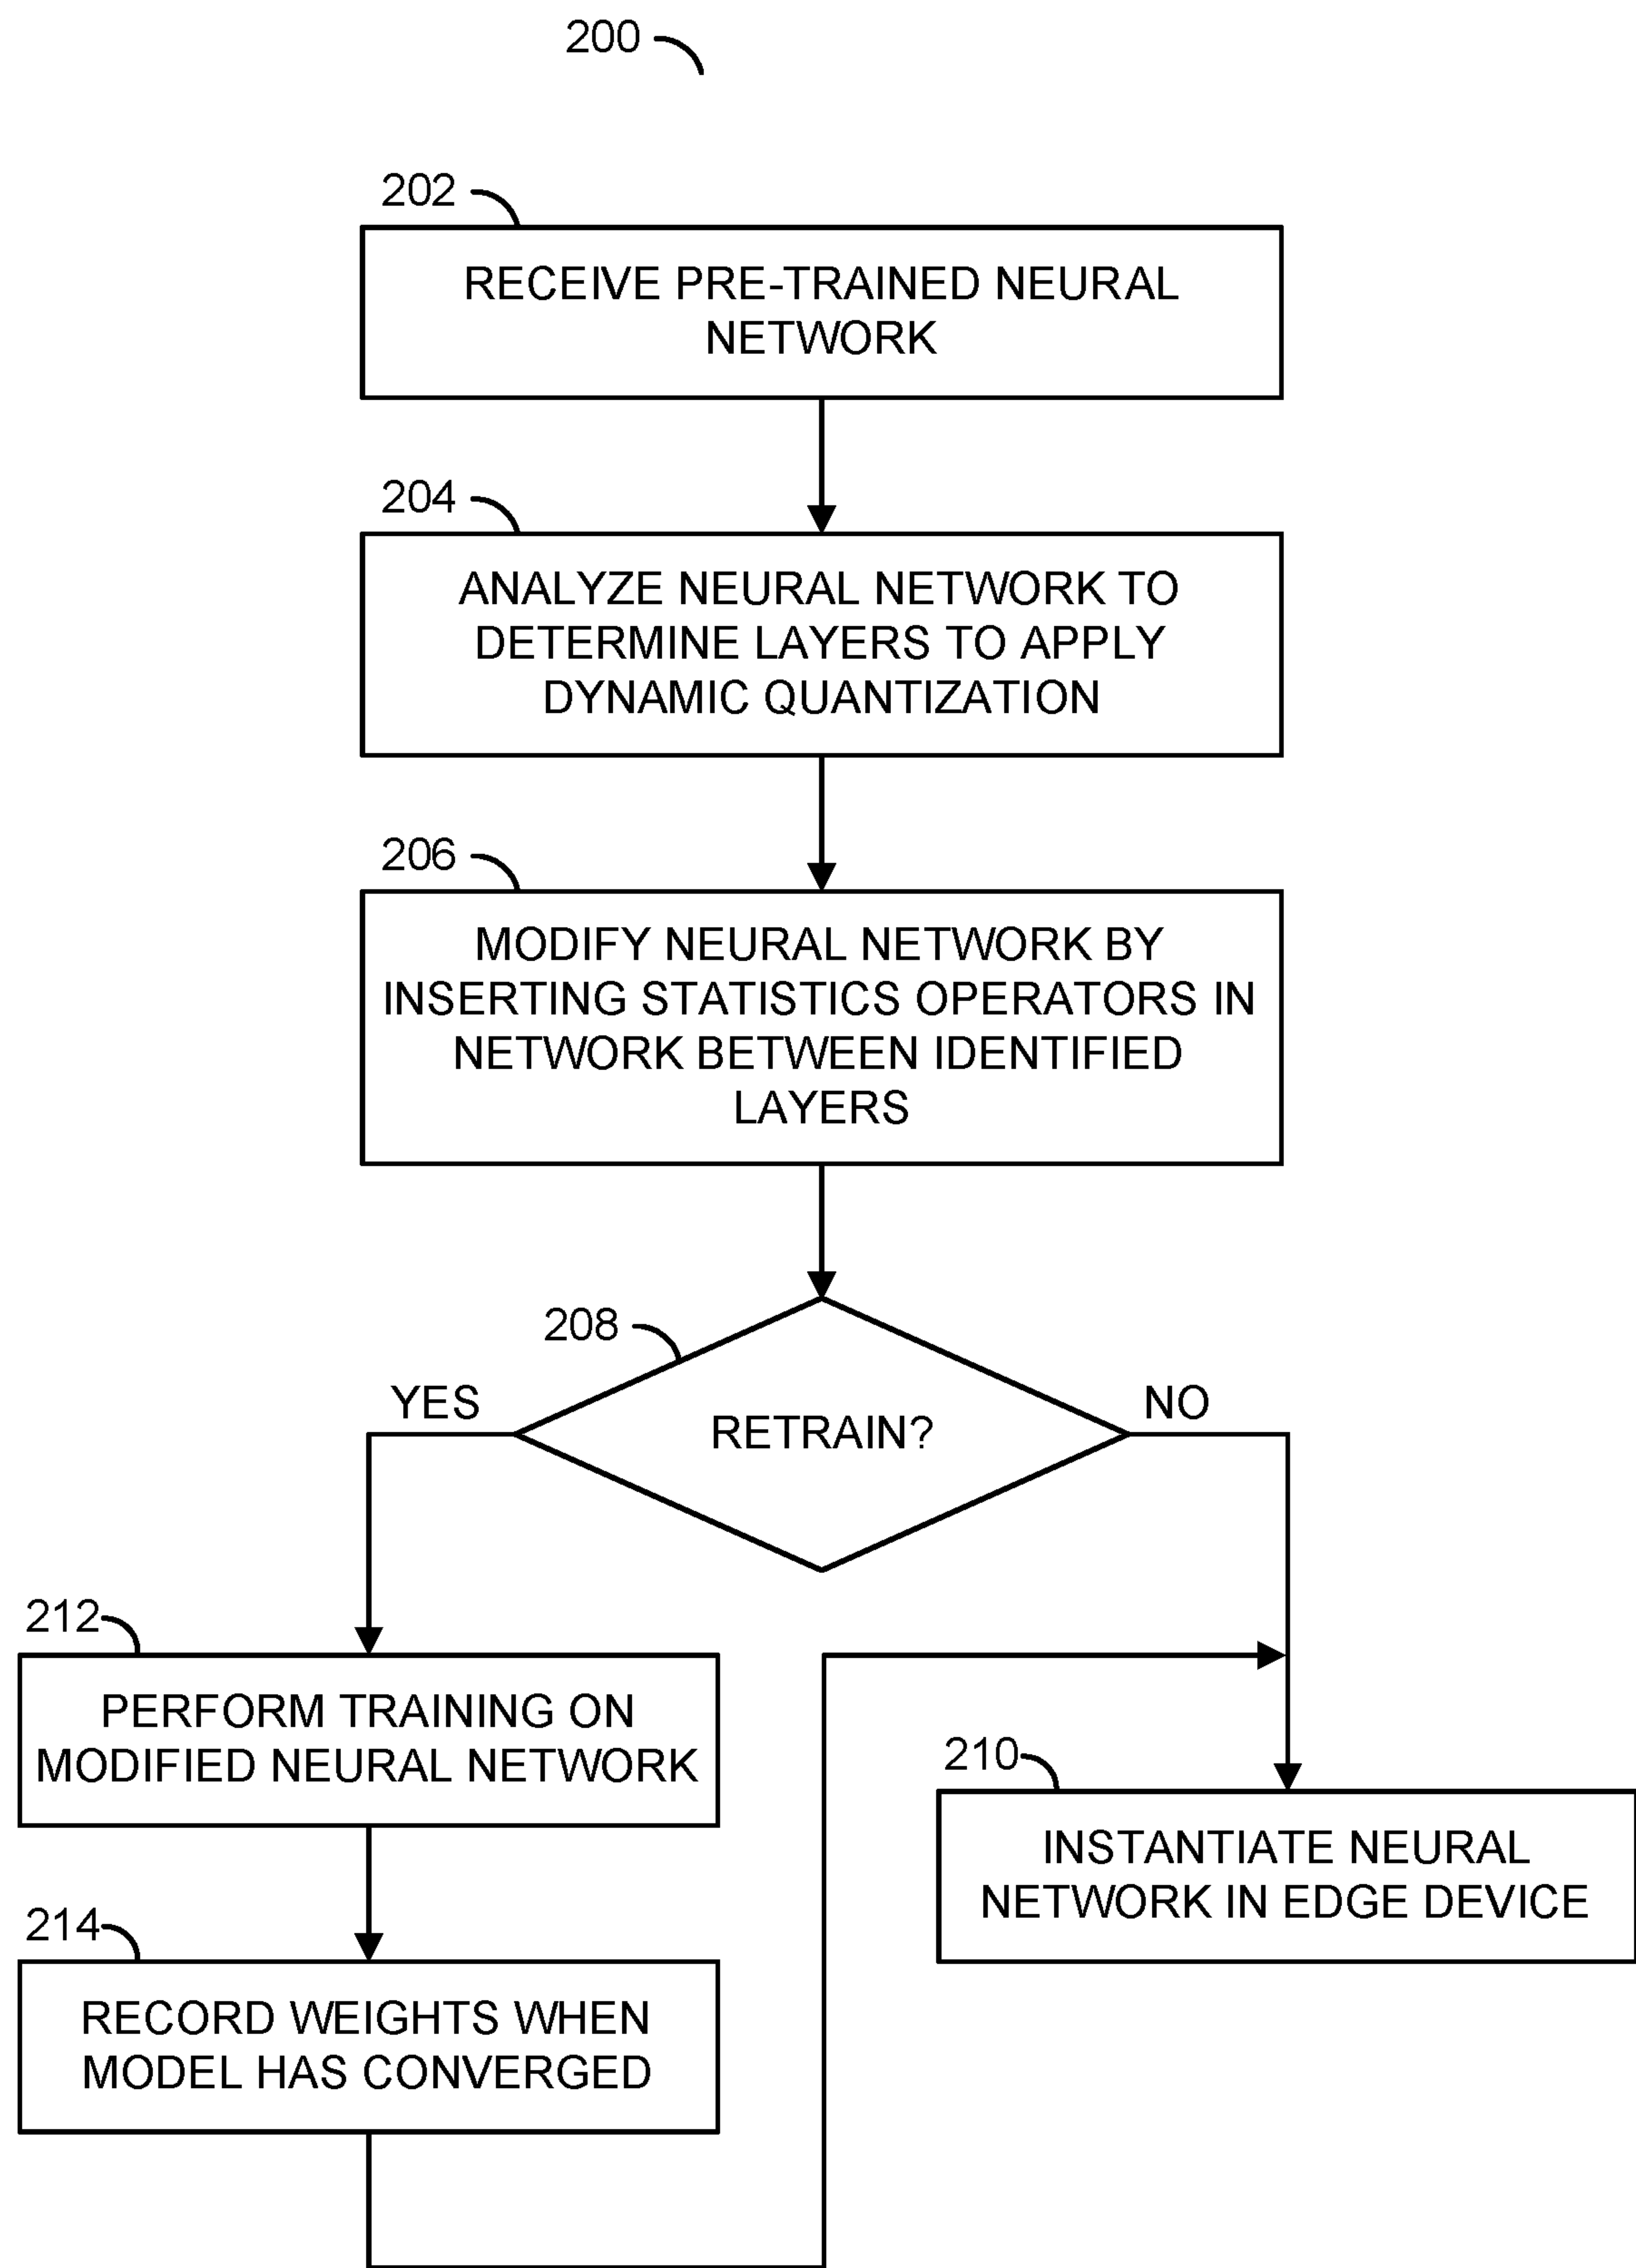 200
202
RECEIVE PRE-TRAINED NEURAL
NETWORK
204
ANALYZE NEURAL NETWORK TO
DETERMINE LAYERS TO APPLY
DYNAMIC QUANTIZATION
206
MODIFY NEURAL NETWORK BY
INSERTING STATISTICS OPERATORS IN
NETWORK BETWEEN IDENTIFIED
LAYERS
208
YES
RETRAIN?
NO
212
PERFORM TRAINING ON
MODIFIED NEURAL NETWORK
210
INSTANTIATE NEURAL
NETWORK IN EDGE DEVICE
214
RECORD WEIGHTS WHEN
MODEL HAS CONVERGED